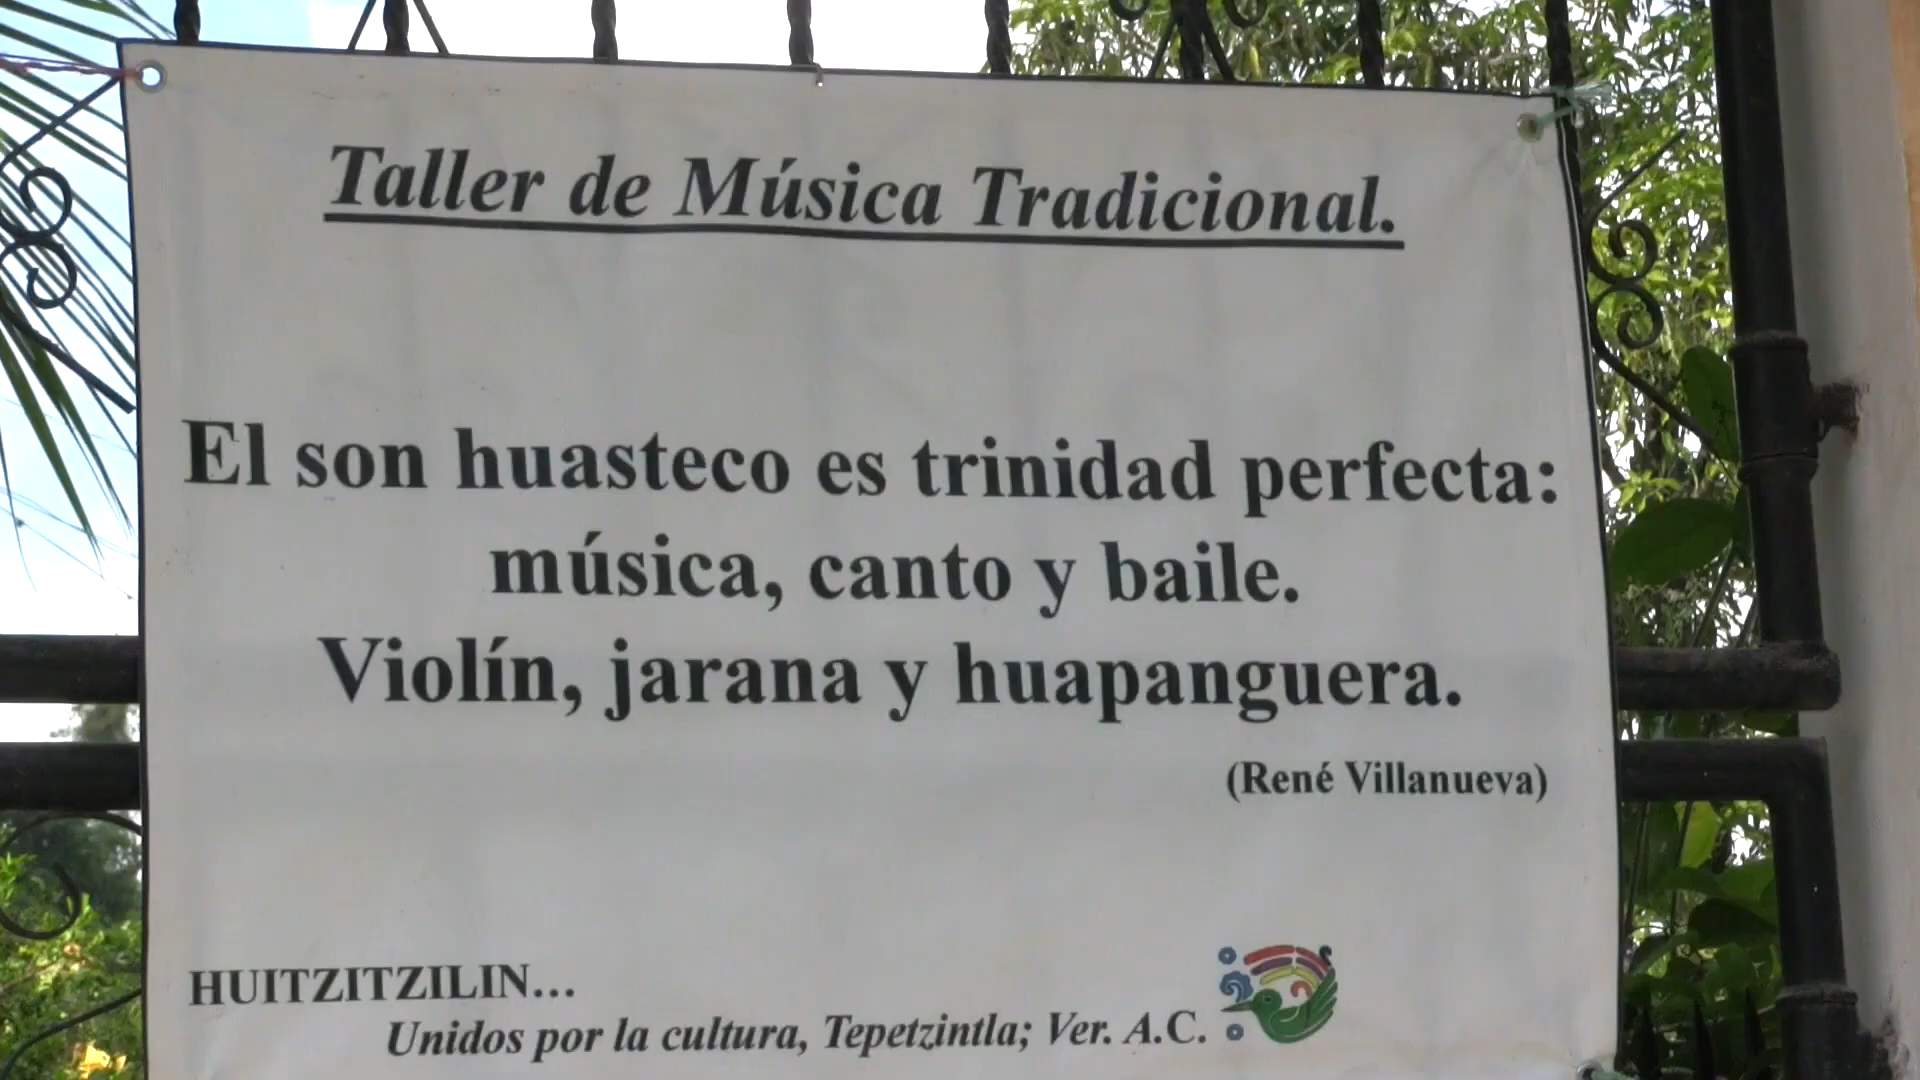 Taller de Música Tradicional.
El son huasteco es trinidad perfecta:
música, canto y baile.
Violín, jarana y huapanguera.
(René Villanueva)
HUITZITZILIN...
Unidos por la cultura, Tepetzintla; Ver. A.C.